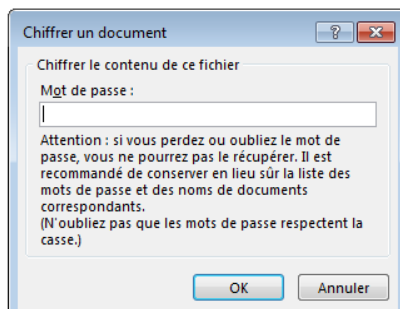 Chiffrer un document
Chiffrer le contenu de ce fichier
Mot de passe :
Attention : si vous perdez ou oubliez le mot de
passe, vous ne pourrez pas le récupérer. Il est
recommandé de conserver en lieu sûr la liste des
mots de passe et des noms de documents
correspondants.
(N'oubliez pas que les mots de passe respectent la
casse.)
OK
Annuler